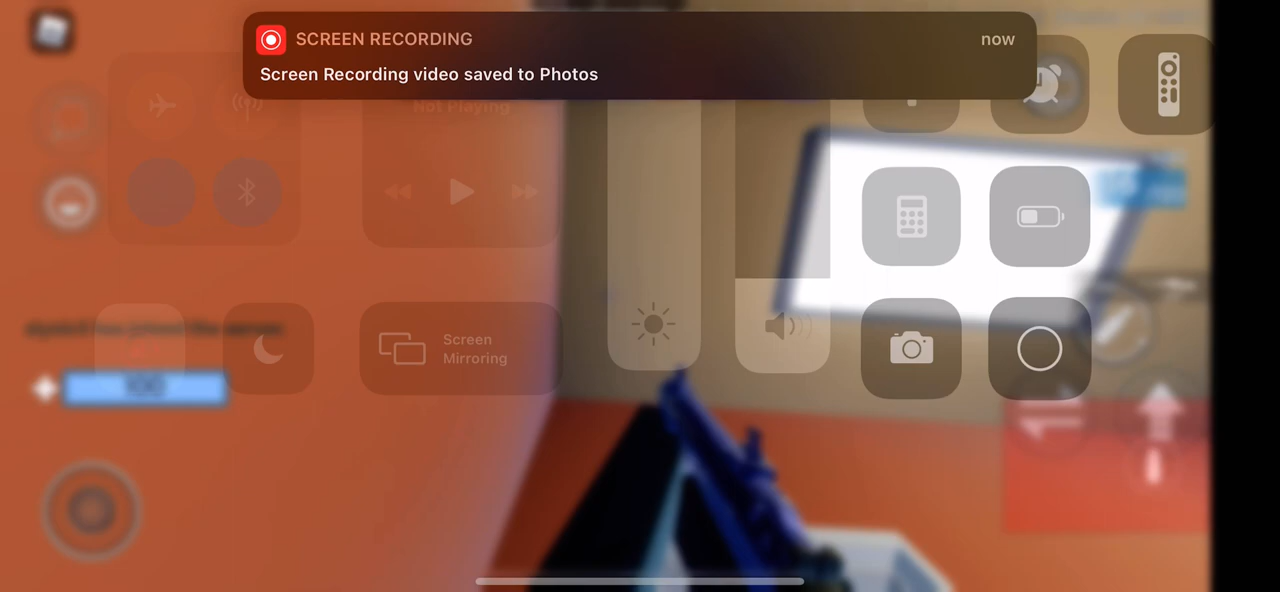 SCREEN RECORDING
now
Screen Recording video saved to Photos
Not Playing
Screen
Mirroring
100